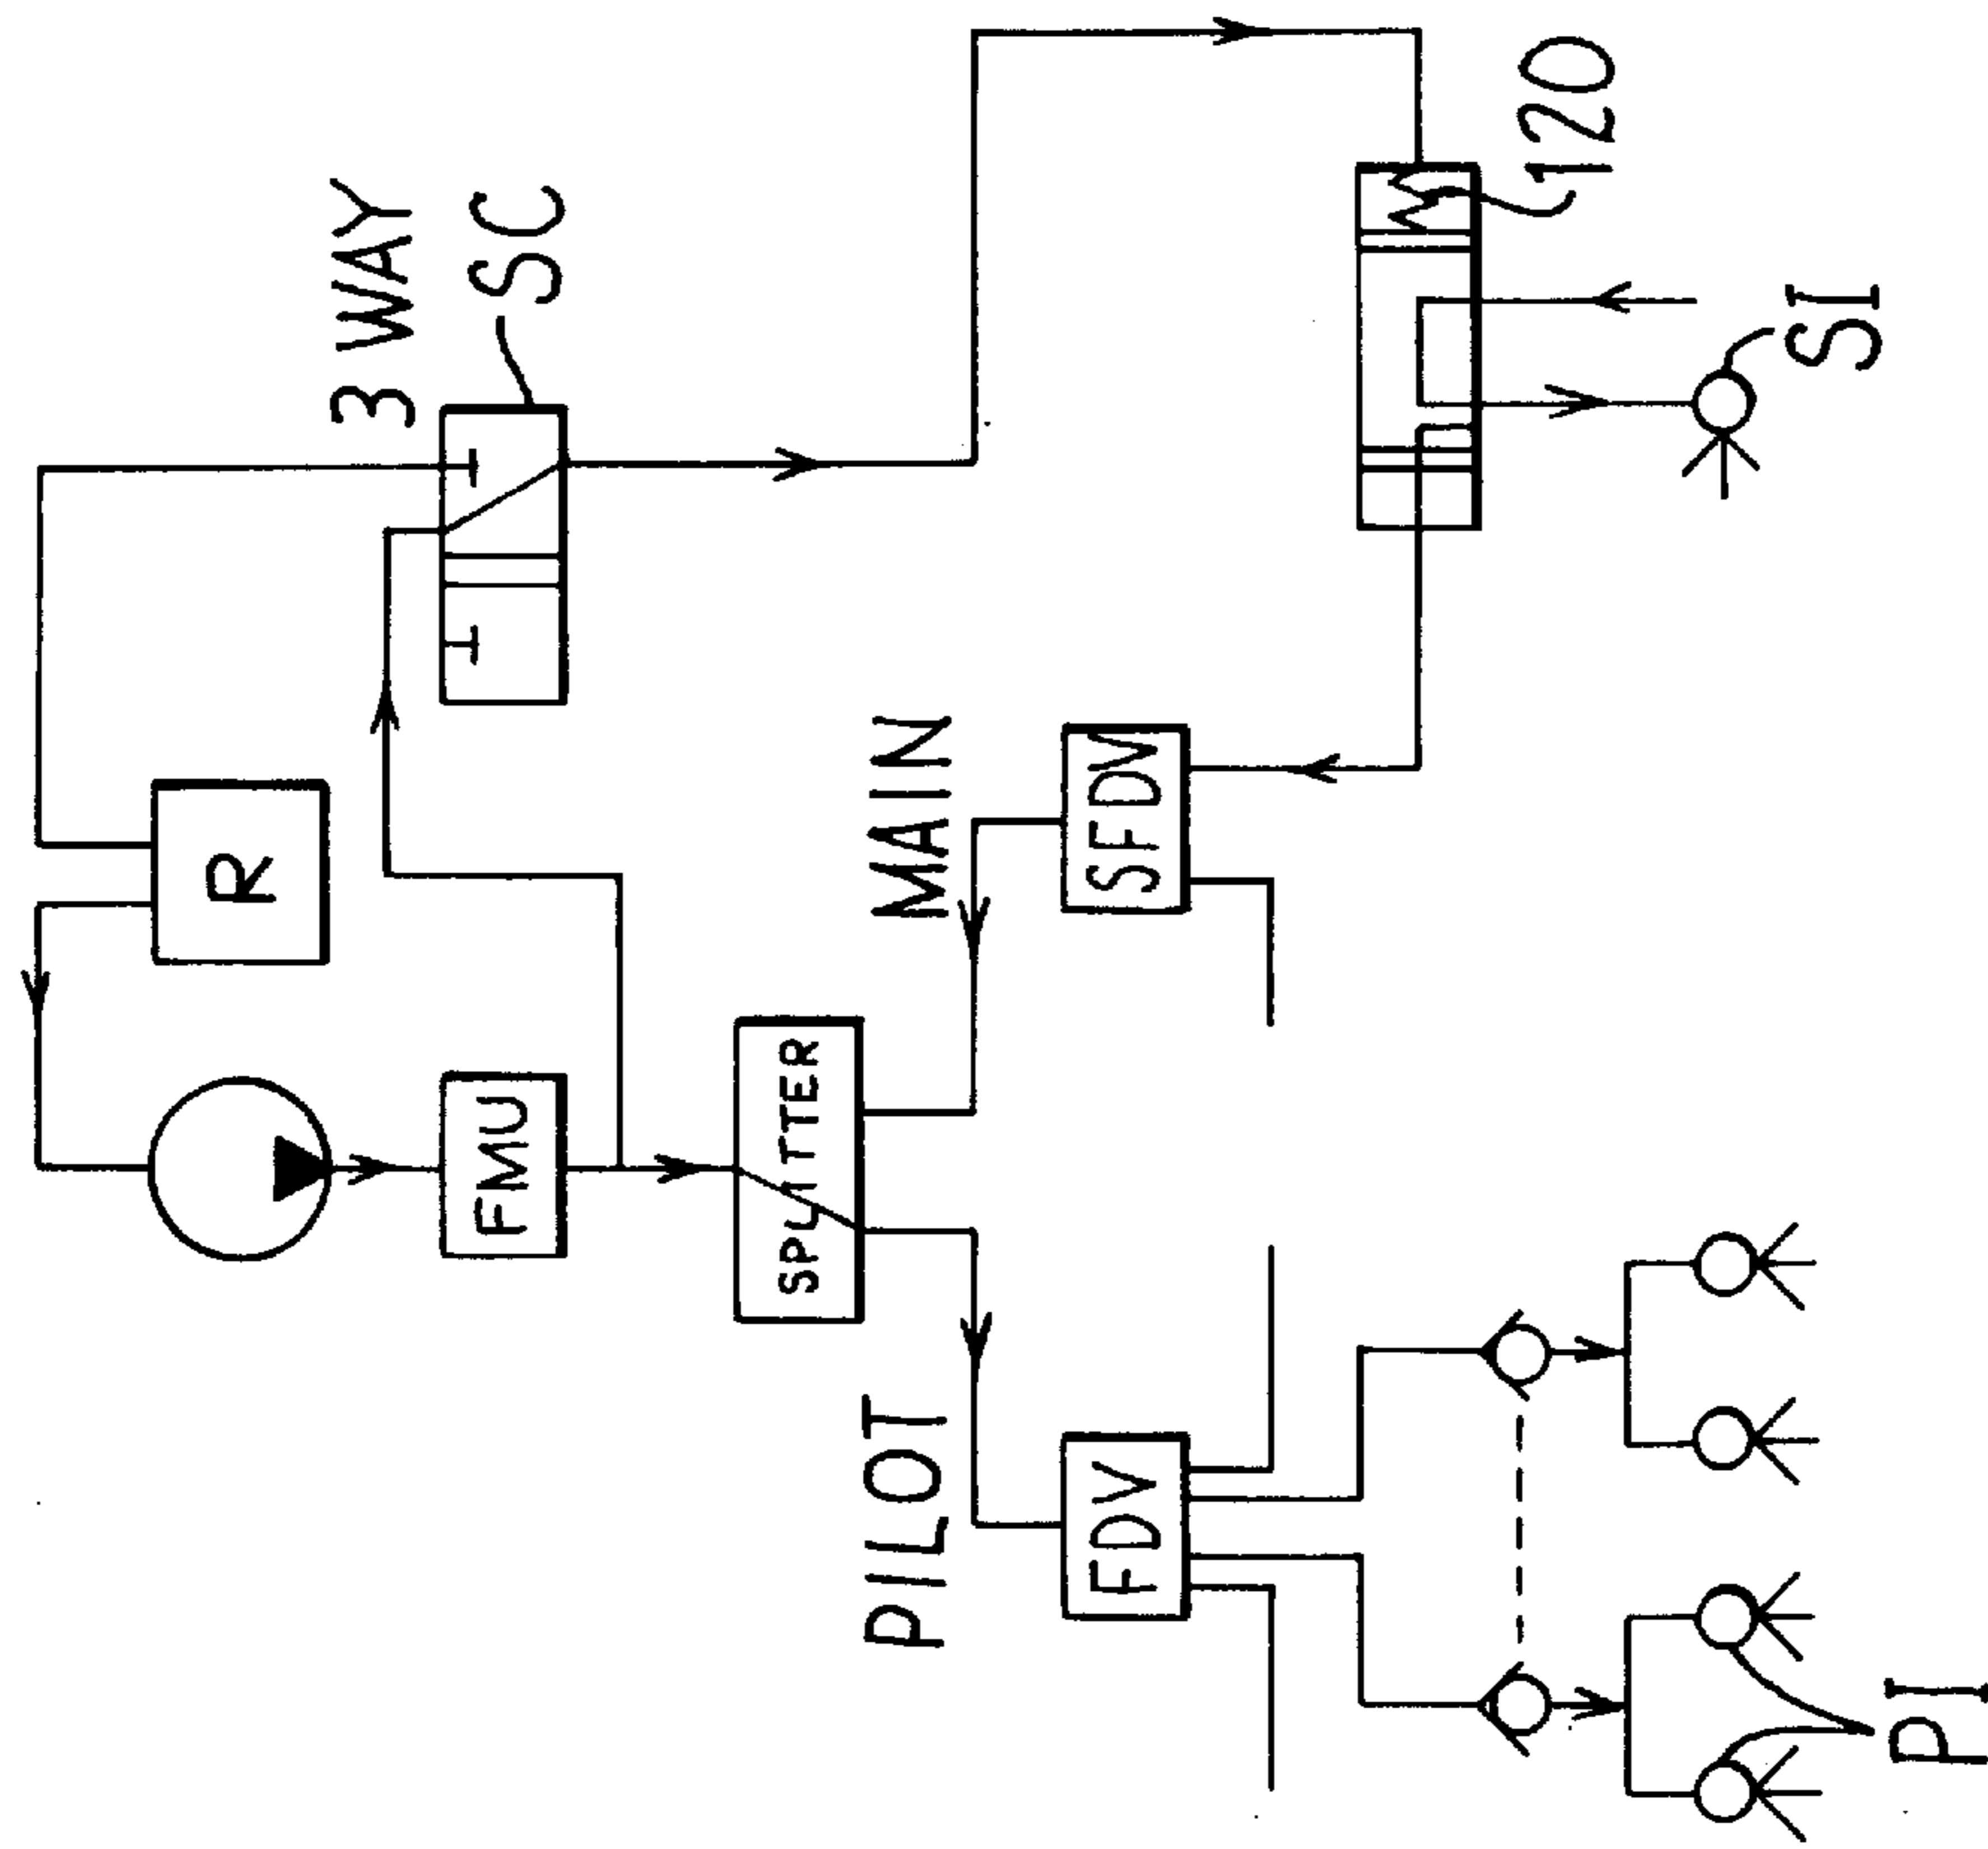 3 WAY
SC
R
FMU
SPLITTER
MAIN
SFDV
120
SI
PILOT
FDV
PI